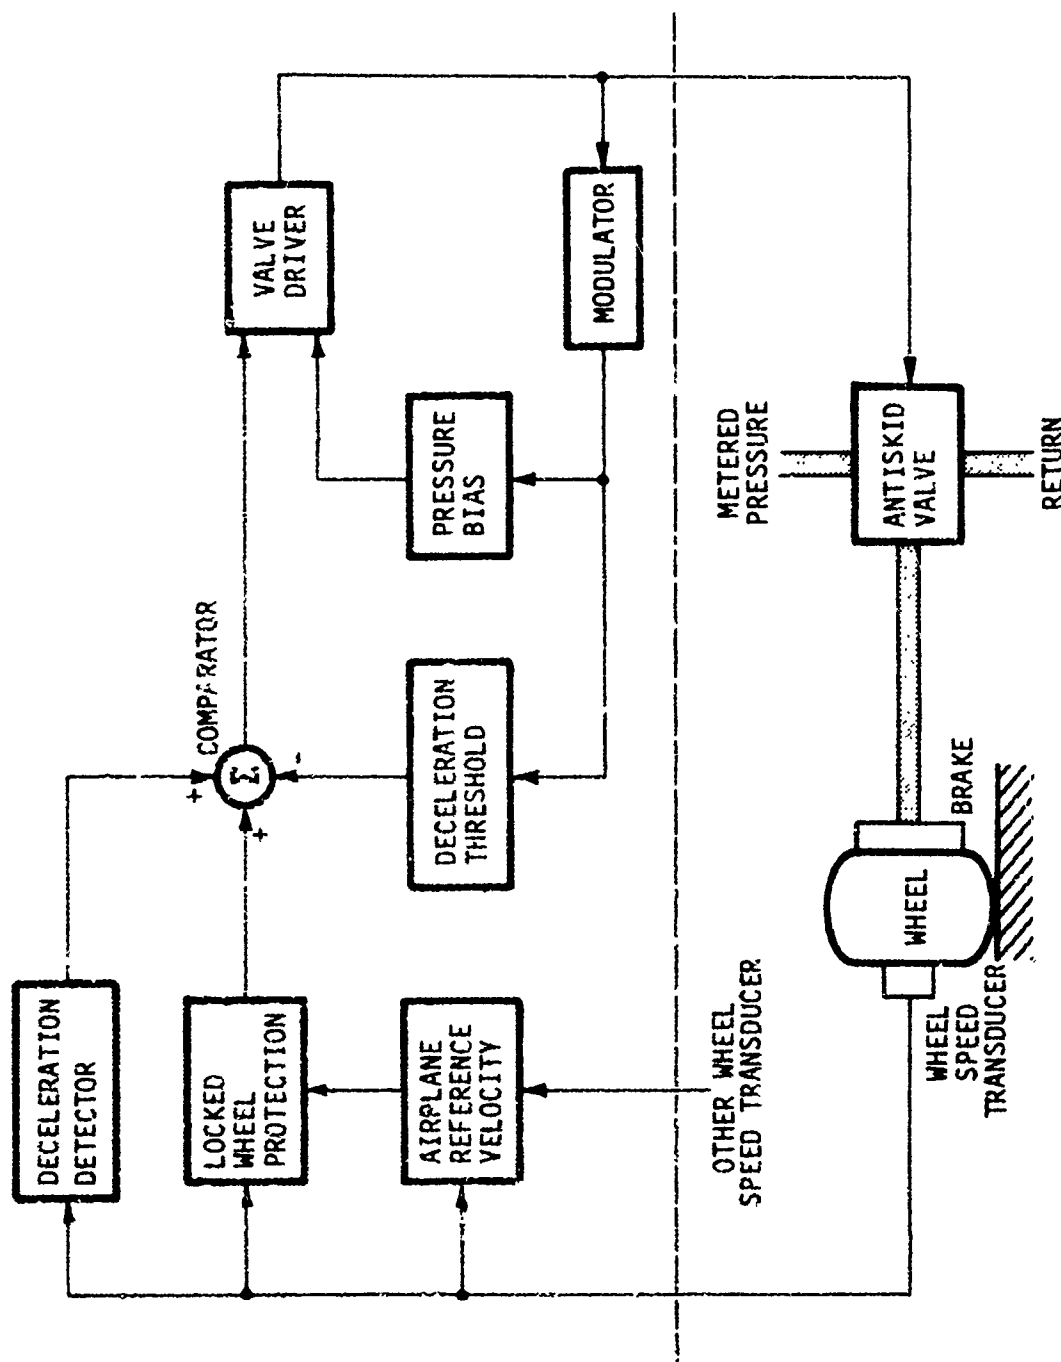 DECELERATION
DETECTOR
+
COMPARATOR
LOCKED
WHEEL
PROTECTION
+
Σ
-
VALVE
DRIVER
AIRPLANE
REFERENCE
VELOCITY
DECELERATION
THRESHOLD
PRESSURE
BIAS
MODULATOR
OTHER WHEEL
SPEED TRANSDUCER
METERED
PRESSURE
WHEEL
BRAKE
ANTISKID
VALVE
WHEEL
SPEED
TRANSDUCER
RETURN